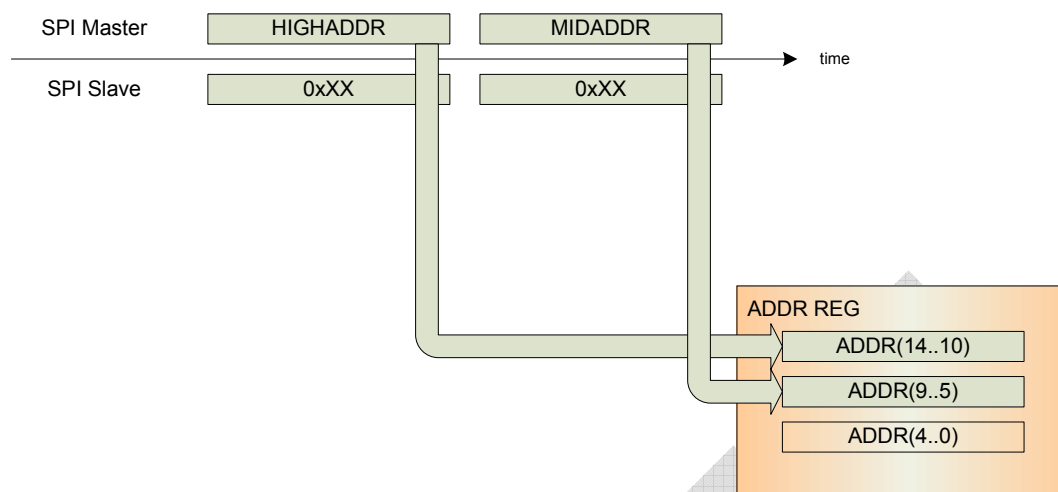 SPI Master HIGHADDR MIDADDR
time
SPI Slave 0xXX 0xXX
ADDR REG
ADDR(14..10)
ADDR(9..5)
ADDR(4..0)